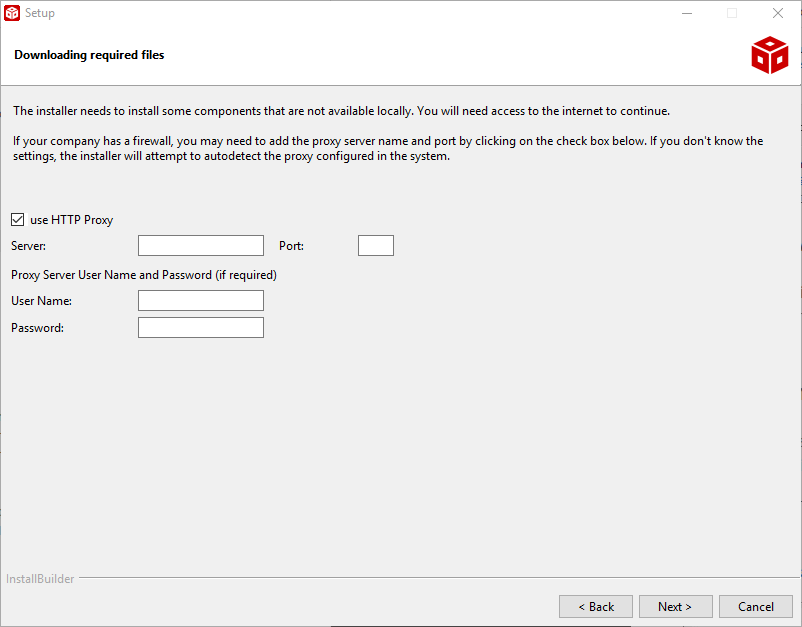 Setup
Downloading required files
The installer needs to install some components that are not available locally. You will need access to the internet to continue.
If your company has a firewall, you may need to add the proxy server name and port by clicking on the check box below. If you don't know the
settings, the installer will attempt to autodetect the proxy configured in the system.
use HTTP Proxy
Server: Port:
Proxy Server User Name and Password (if required)
User Name:
Password:
InstallBuilder
< Back Next > Cancel